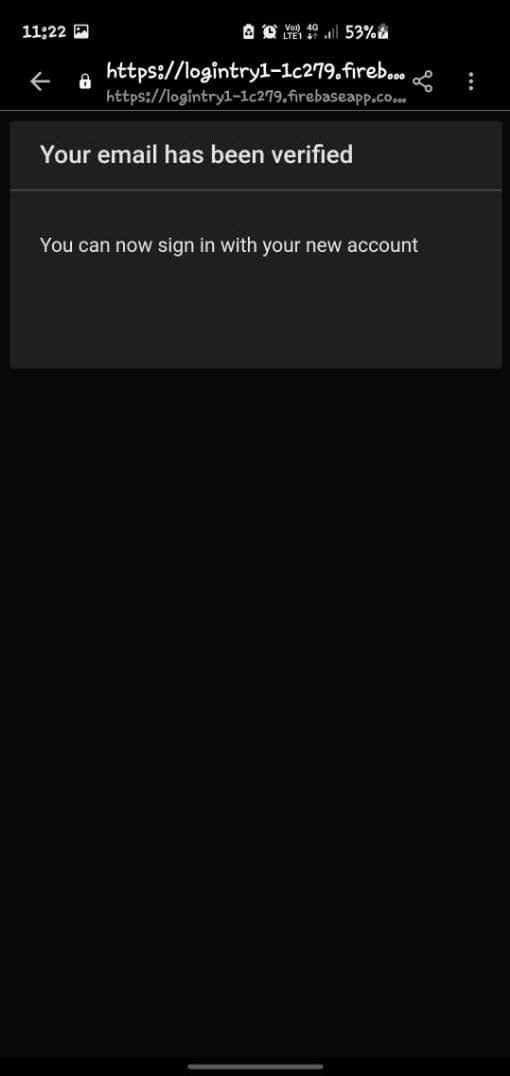 11:22
Vo)) 4G
LTE1
53%
https://logintry1-1c279.fireb...
https://logintry1-1c279.firebaseapp.co...
Your email has been verified
You can now sign in with your new account